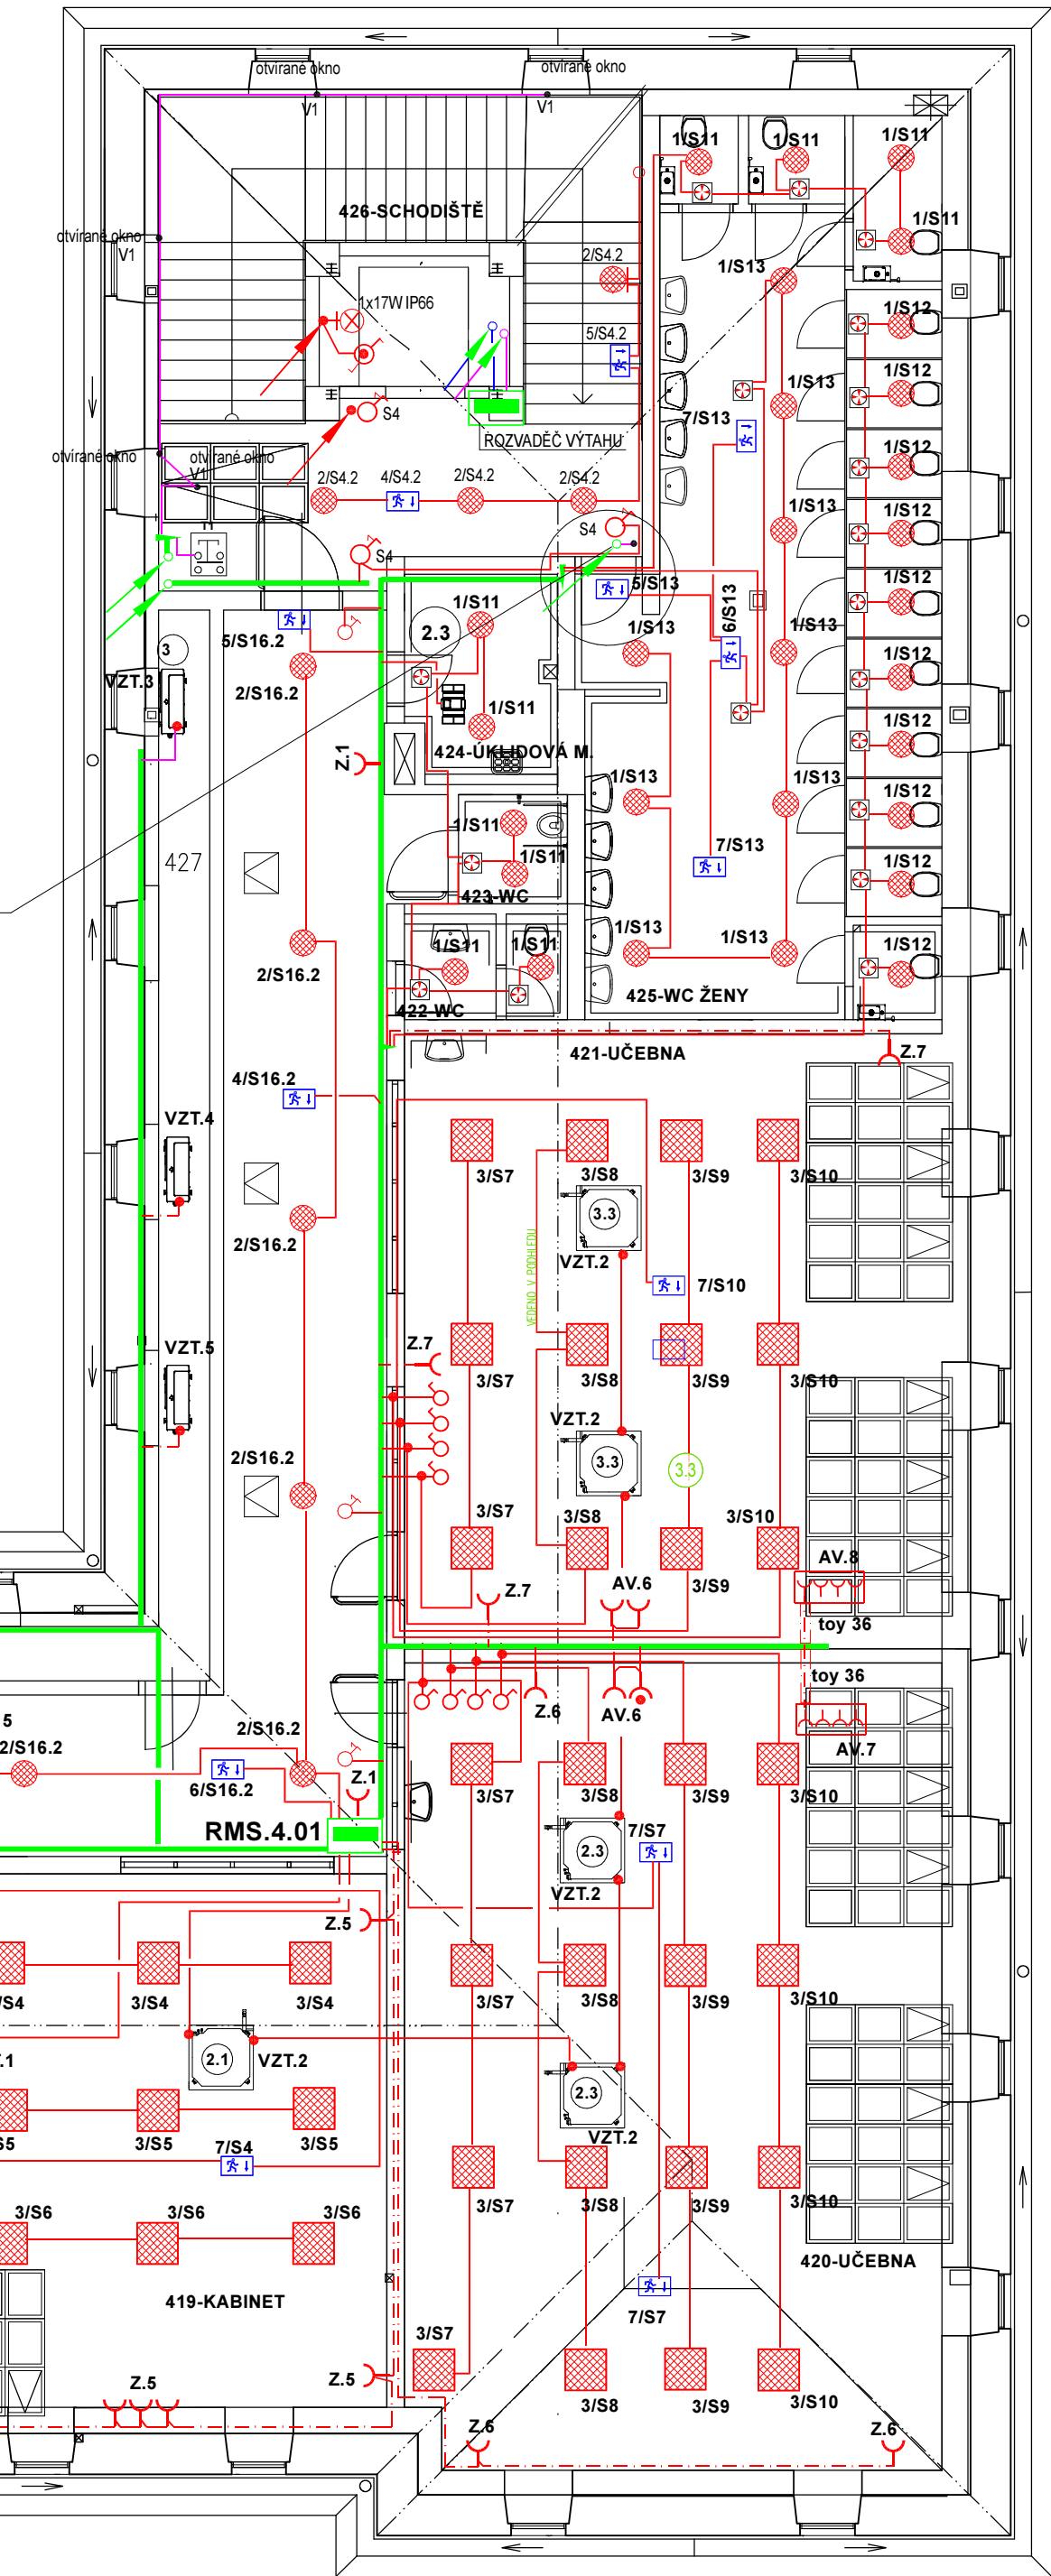 otvírané okno
otvírané okno
V1
V1
1/S11
1/S11
1/S11
426-SCHODIŠTĚ
1/S11
otvírané okno
V1
2/S4.2
1/S13
1x17W IP66
1/S12
5/S4.2
1/S12
1/S13
S4
7/S13
ROZVADĚČ VÝTAHU
1/S12
otvírané okno
otvírané okno
V1
2/S4.2
4/S4.2
2/S4.2
2/S4.2
1/S13
1/S12
S4
S4
1/S12
5/S13
1/S11
6/S13
2.3
1/S13
1/S13
5/S16.2
3
1/S12
VZT.3
2/S16.2
1/S11
1/S12
424-ÚKLIDOVÁ M.
Z.1
1/S13
1/S13
1/S12
1/S11
427
1/S11
7/S13
1/S12
423-WC
1/S11
1/S11
1/S13
1/S13
1/S12
2/S16.2
425-WC ŽENY
422-WC
421-UČEBNA
Z.7
4/S16.2
VZT.4
3/S7
3/S8
3/S9
3/S10
3.3
2/S16.2
VZT.2
VEDENO V PODHLEDU
7/S10
VZT.5
Z.7
3/S7
3/S8
3/S9
3/S10
VZT.2
2/S16.2
3.3
3.3
3/S7
3/S8
3/S10
AV.8
3/S9
Z.7
AV.6
toy 36
toy 36
Z.6
AV.6
5
2/S16.2
2/S16.2
AV.7
6/S16.2
Z.1
3/S7
3/S8
3/S9
3/S10
RMS.4.01
7/S7
2.3
VZT.2
Z.5
3/S4
3/S4
3/S4
3/S7
3/S8
3/S9
3/S10
2.1
VZT.2
2.3
VZT.2
S5
3/S5
3/S5
7/S4
3/S7
3/S8
3/S9
3/S10
3/S6
3/S6
3/S6
420-UČEBNA
419-KABINET
7/S7
3/S7
Z.5
Z.5
3/S8
3/S9
3/S10
Z.6
Z.6